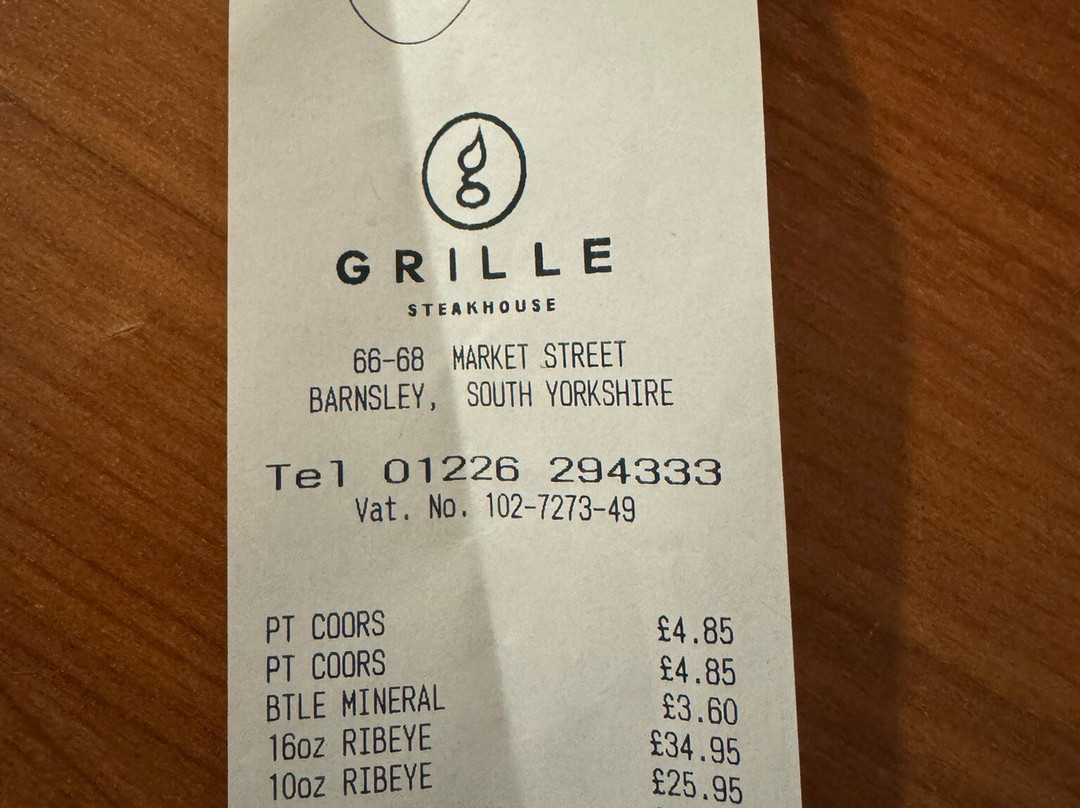 GRILLE
STEAKHOUSE
66-68 MARKET STREET
BARNSLEY, SOUTH YORKSHIRE
Tel 01226 294333
Vat. No. 102-7273-49
PT COORS £4.85
PT COORS £4.85
BTLE MINERAL £3.60
16oz RIBEYE £34.95
10oz RIBEYE £25.95